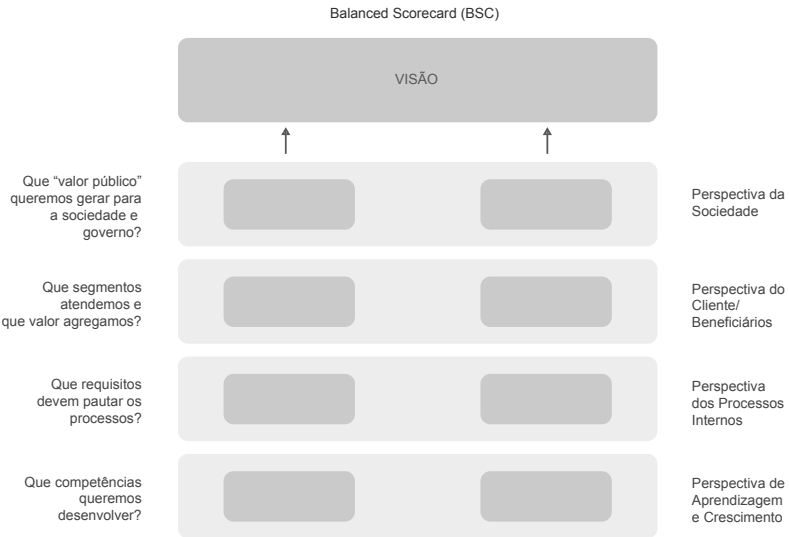 Balanced Scorecard (BSC)
VISÃO
Que “valor público”
queremos gerar para
a sociedade e
governo?
Perspectiva da
Sociedade
Que segmentos
atendemos e
que valor agregamos?
Perspectiva do
Cliente/
Beneficiários
Que requisitos
devem pautar os
processos?
Perspectiva
dos Processos
Internos
Que competências
queremos
desenvolver?
Perspectiva de
Aprendizagem
e Crescimento